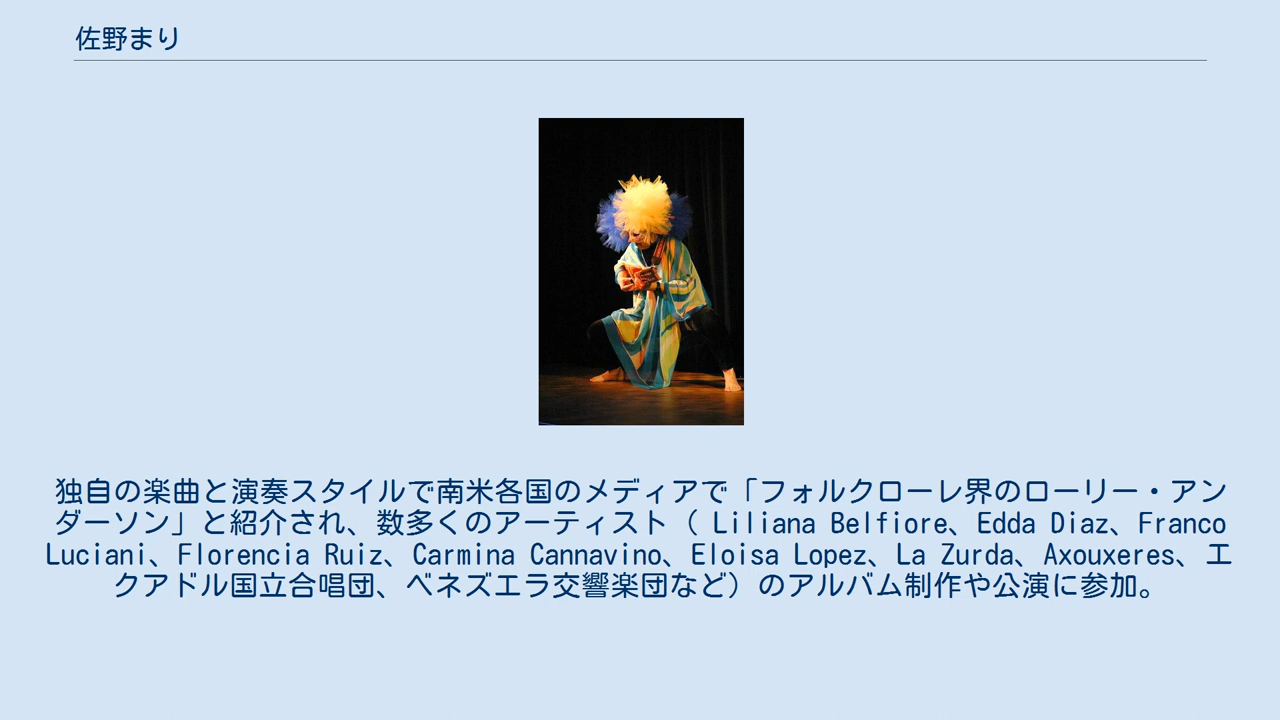 佐野まり
独自の楽曲と演奏スタイルで南米各国のメディアで「フォルクローレ界のローリー・アン
ダーソン」と紹介され、数多くのアーティスト（ Liliana Belfiore、Edda Diaz、Franco
Luciani、Florencia Ruiz、Carmina Cannavino、Eloisa Lopez、La Zurda、Axouxeres、エ
クアドル国立合唱団、ベネズエラ交響楽団など）のアルバム制作や公演に参加。